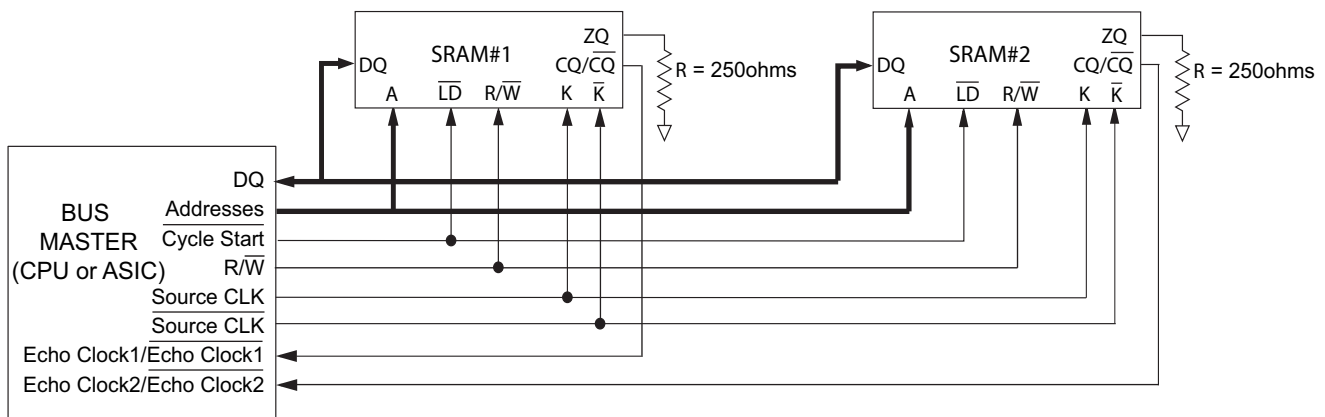 SRAM#1
DQ
A
LD
R/W
K
K
ZQ
CQ/CQ
R = 250ohms
SRAM#2
DQ
A
LD
R/W
K
K
ZQ
CQ/CQ
R = 250ohms
BUS
MASTER
(CPU or ASIC)
DQ
Addresses
Cycle Start
R/W
Source CLK
Source CLK
Echo Clock1/Echo Clock1
Echo Clock2/Echo Clock2